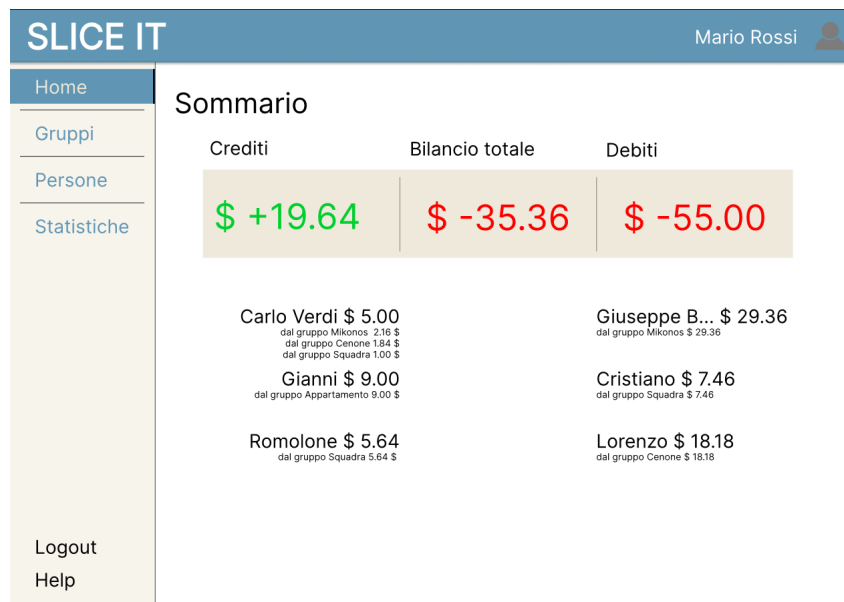 SLICE IT
Mario Rossi
Home
Gruppi
Persone
Statistiche
Logout
Help
Sommario
Crediti
Bilancio totale
Debiti
$ +19.64
$ -35.36
$ -55.00
Carlo Verdi $ 5.00
dal gruppo Mikonos 2.16 $
dal gruppo Cenone 1.84 $
dal gruppo Squadra 1.00 $
Gianni $ 9.00
dal gruppo Appartamento 9.00 $
Romolone $ 5.64
dal gruppo Squadra 5.64 $
Giuseppe B... $ 29.36
dal gruppo Mikonos $ 29.36
Cristiano $ 7.46
dal gruppo Squadra $ 7.46
Lorenzo $ 18.18
dal gruppo Cenone $ 18.18